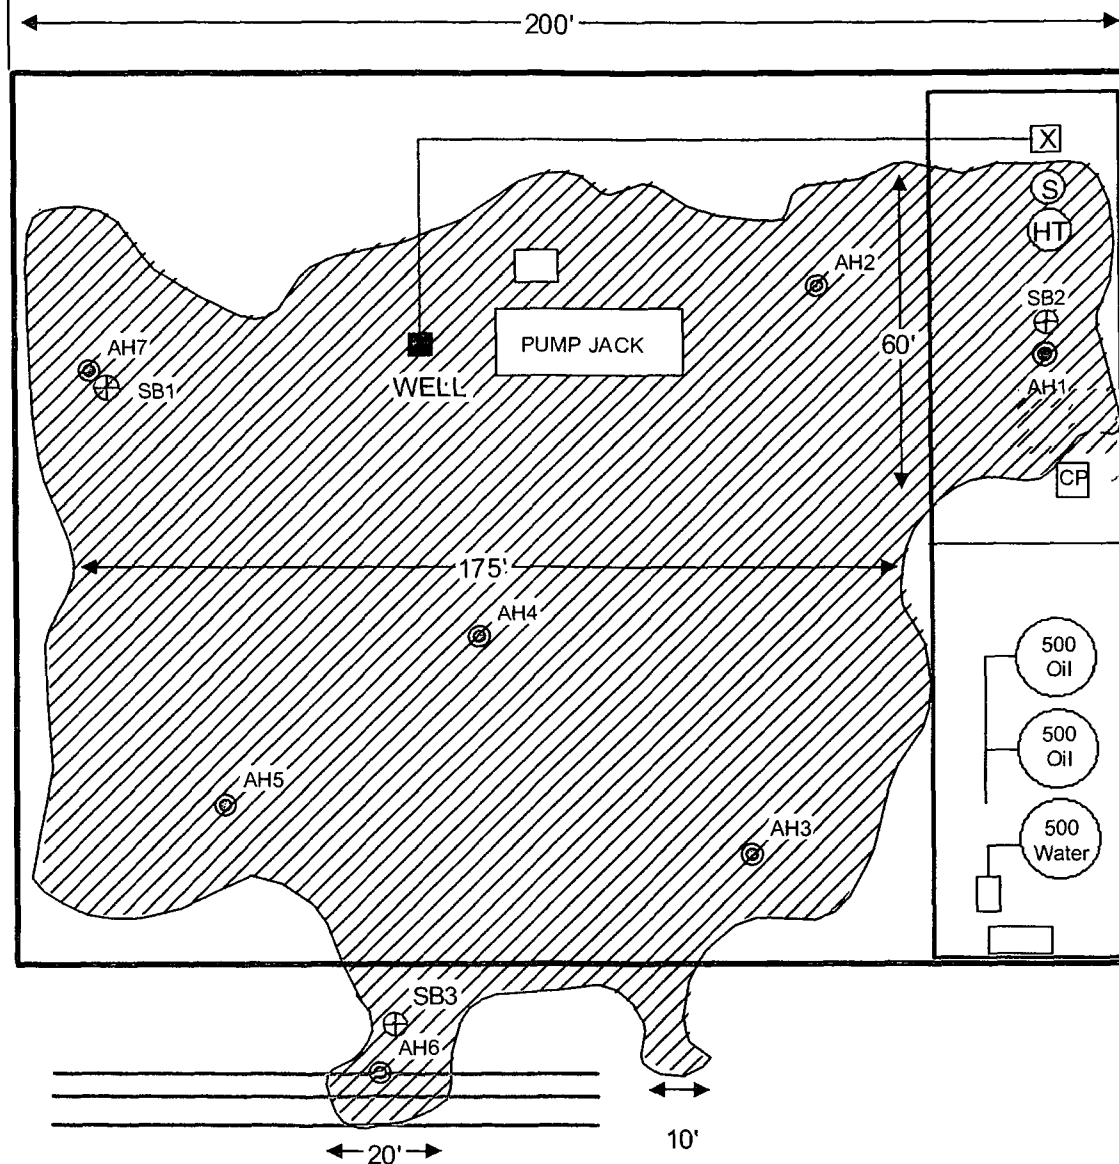 200'
X
S
HT
AH2
SB2
60'
PUMP JACK
AH7
SB1
WELL
AH1
CP
175'
AH4
500
Oil
500
Oil
AH5
AH3
500
Water
SB3
AH6
10'
20'